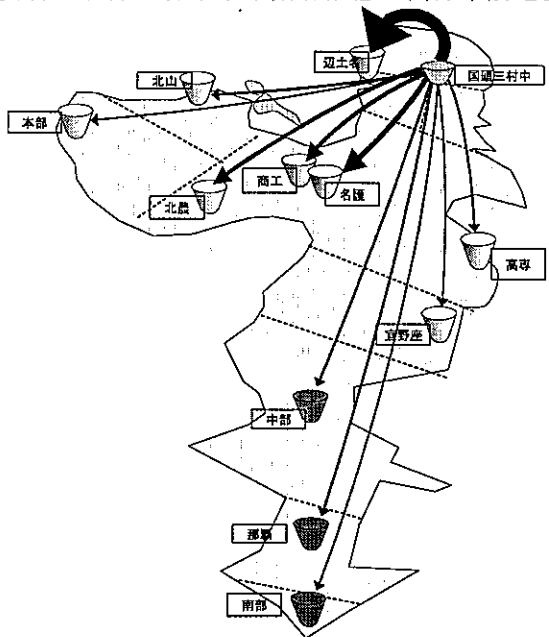 辺土名
国頭三村中
北山
本部
商工
名護
北農
高専
宜野座
中部
那覇
南部